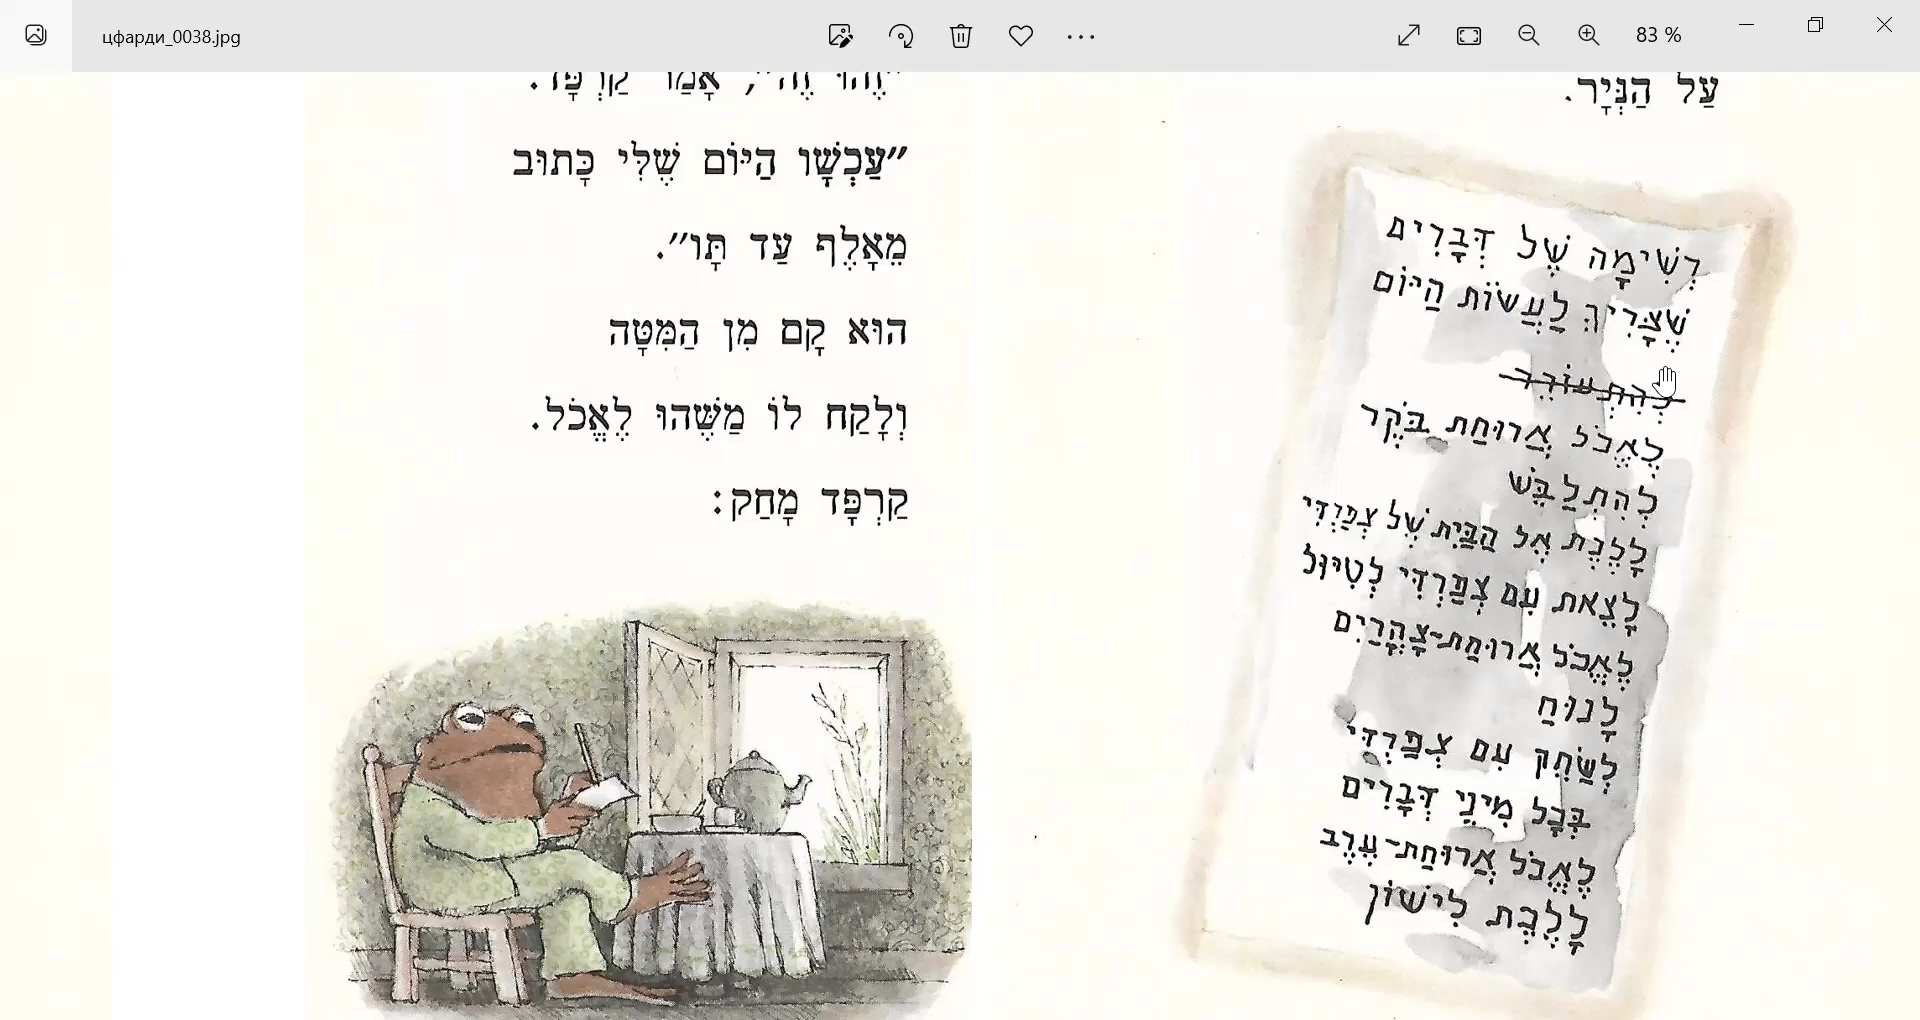 цфарди_0038.jpg
83 %
עַל הַנְּיָר.
רְשִׁימָה שֶׁל דְּבָרִים
שֶׁצָּרִיךְ לַעֲשׂוֹת הַיּוֹם
לְהִתְעוֹרֵר
לֶאֱכֹל אֲרוּחַת בֹּקֶר
לְהִתְלַבֵּשׁ
לָלֶכֶת אֶל הַבַּיִת שֶׁל צְפַרְדִּי
לָצֵאת עִם צְפַרְדִּי לְטִיּוּל
לֶאֱכֹל אֲרוּחַת-צָהֳרַיִם
לָנוּחַ
לְשַׂחֵק עִם צְפַרְדִּי
בְּכָל מִינֵי דְּבָרִים
לֶאֱכֹל אֲרוּחַת-עֶרֶב
לָלֶכֶת לִישׁוֹן
"זֶהוּ זֶה", אָמַר קַרְפָּד.
"עַכְשָׁו הַיּוֹם שֶׁלִּי כָּתוּב
מֵאָלֶף עַד תָּו".
הוּא קָם מִן הַמִּטָּה
וְלָקַח לוֹ מַשֶּׁהוּ לֶאֱכֹל.
קַרְפָּד מָחַק: